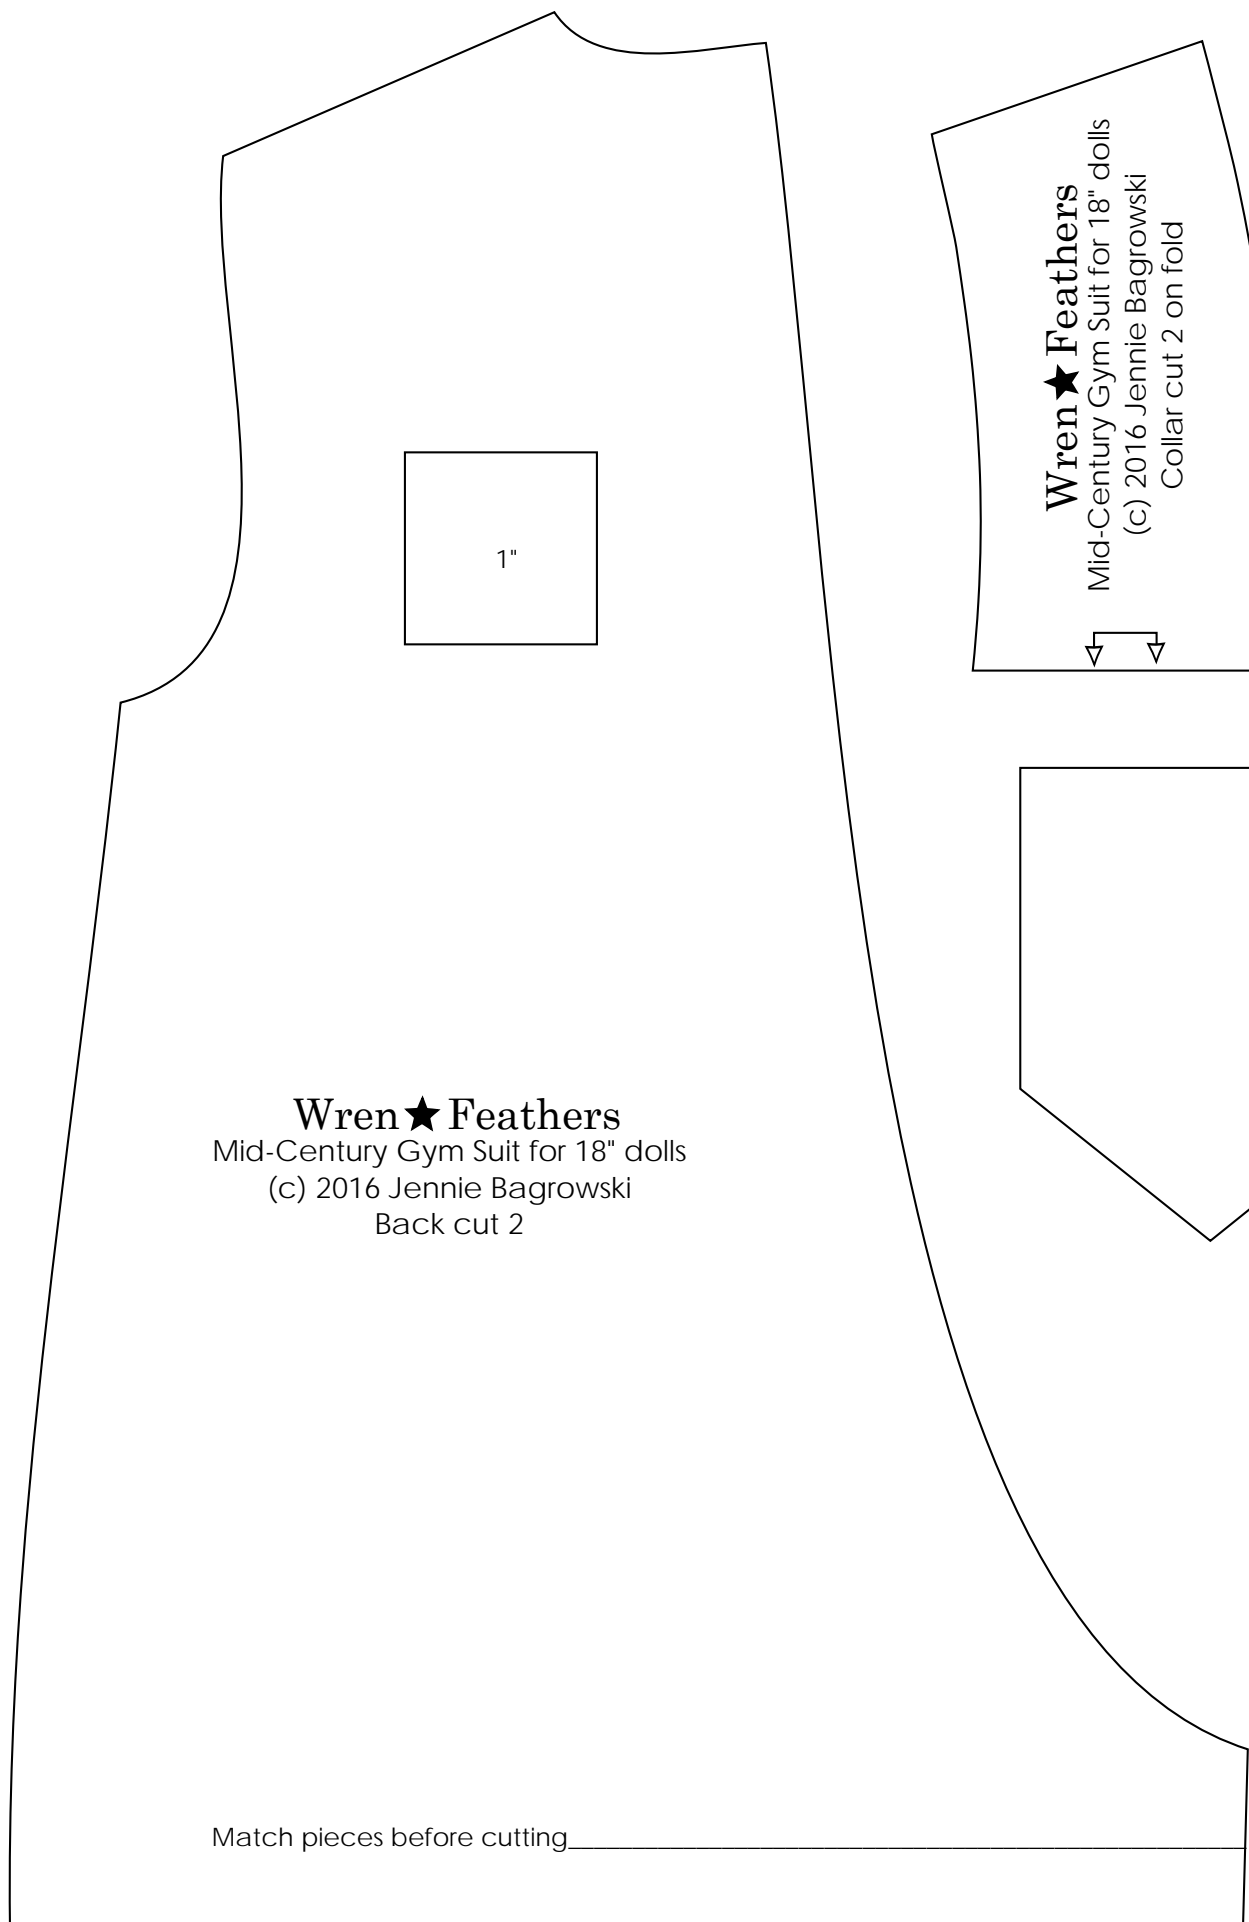 Wren★Feathers
Mid-Century Gym Suit for 18" dolls
(c) 2016 Jennie Bagrowski
Collar cut 2 on fold
1"
Wren★Feathers
Mid-Century Gym Suit for 18" dolls
(c) 2016 Jennie Bagrowski
Back cut 2
Match pieces before cutting